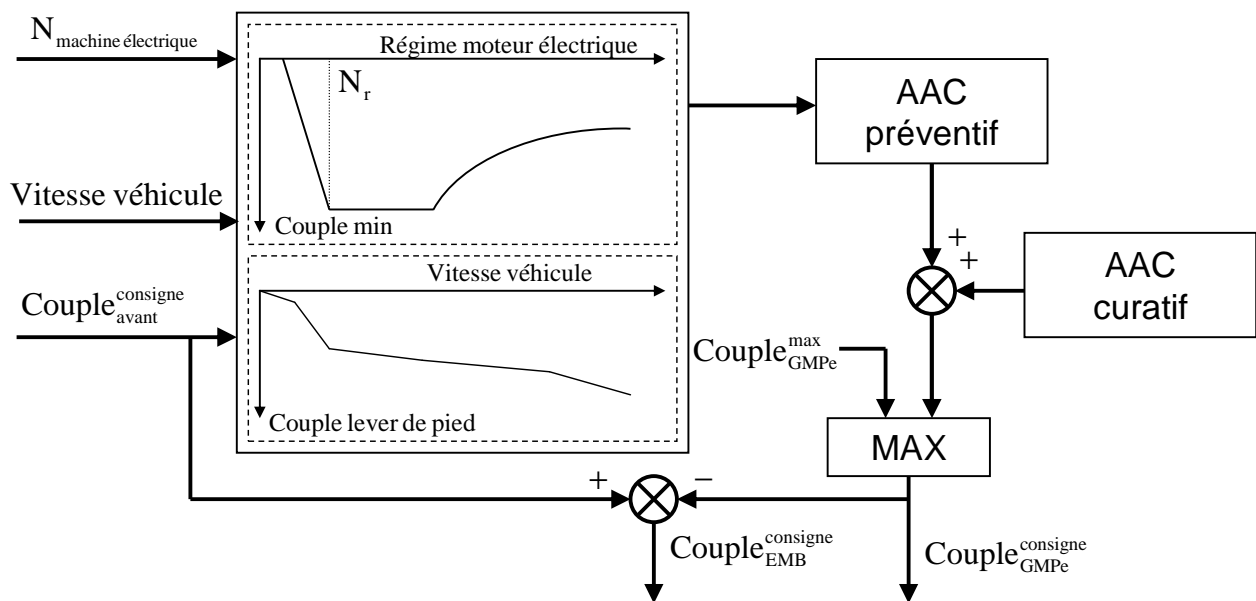 N machine électrique
Régime moteur électrique
N r
Couple min
Vitesse véhicule
Vitesse véhicule
Couple lever de pied
Couple consigne avant
AAC
préventif
+
+
AAC
curatif
Couple max GMPe
MAX
+
−
Couple consigne EMB
Couple consigne GMPe